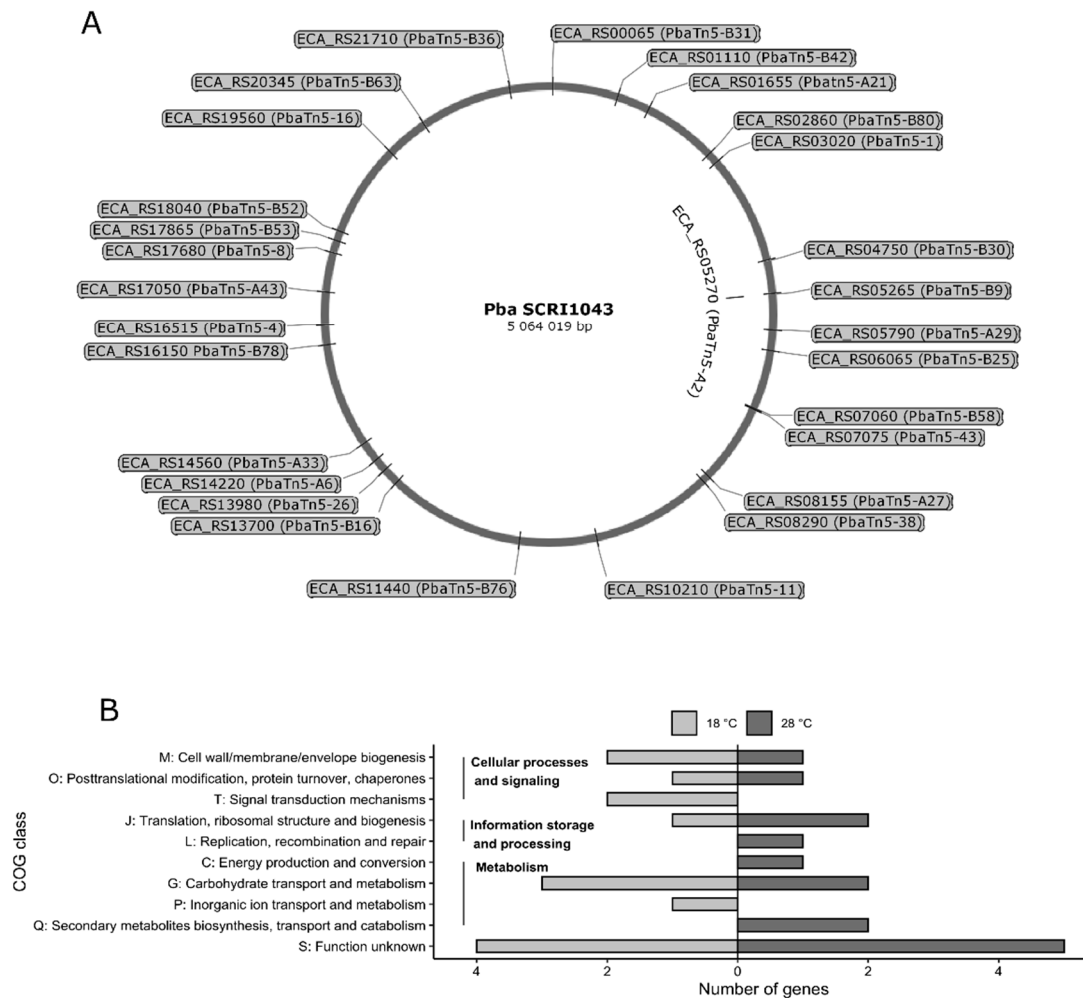 A
ECA_RS21710 (PbaTn5-B36)
ECA_RS00065 (PbaTn5-B31)
ECA_RS01110 (PbaTn5-B42)
ECA_RS20345 (PbaTn5-B63)
ECA_RS01655 (Pbatn5-A21)
ECA_RS19560 (PbaTn5-16)
ECA_RS02860 (PbaTn5-B80)
ECA_RS03020 (PbaTn5-1)
ECA_RS18040 (PbaTn5-B52)
ECA_RS17865 (PbaTn5-B53)
ECA_RS17680 (PbaTn5-8)
ECA_RS05270 (PbaTn5-A2)
ECA_RS04750 (PbaTn5-B30)
ECA_RS17050 (PbaTn5-A43)
ECA_RS05265 (PbaTn5-B9)
Pba SCRI1043
5 064 019 bp
ECA_RS16515 (PbaTn5-4)
ECA_RS05790 (PbaTn5-A29)
ECA_RS16150 PbaTn5-B78)
ECA_RS06065 (PbaTn5-B25)
ECA_RS07060 (PbaTn5-B58)
ECA_RS07075 (PbaTn5-43)
ECA_RS14560 (PbaTn5-A33)
ECA_RS14220 (PbaTn5-A6)
ECA_RS13980 (PbaTn5-26)
ECA_RS13700 (PbaTn5-B16)
ECA_RS08155 (PbaTn5-A27)
ECA_RS08290 (PbaTn5-38)
ECA_RS11440 (PbaTn5-B76)
ECA_RS10210 (PbaTn5-11)
B
18 °C
28 °C
COG class
M: Cell wall/membrane/envelope biogenesis
O: Posttranslational modification, protein turnover, chaperones
T: Signal transduction mechanisms
J: Translation, ribosomal structure and biogenesis
L: Replication, recombination and repair
C: Energy production and conversion
G: Carbohydrate transport and metabolism
P: Inorganic ion transport and metabolism
Q: Secondary metabolites biosynthesis, transport and catabolism
S: Function unknown
Cellular processes
and signaling
Information storage
and processing
Metabolism
4
2
0
2
4
Number of genes